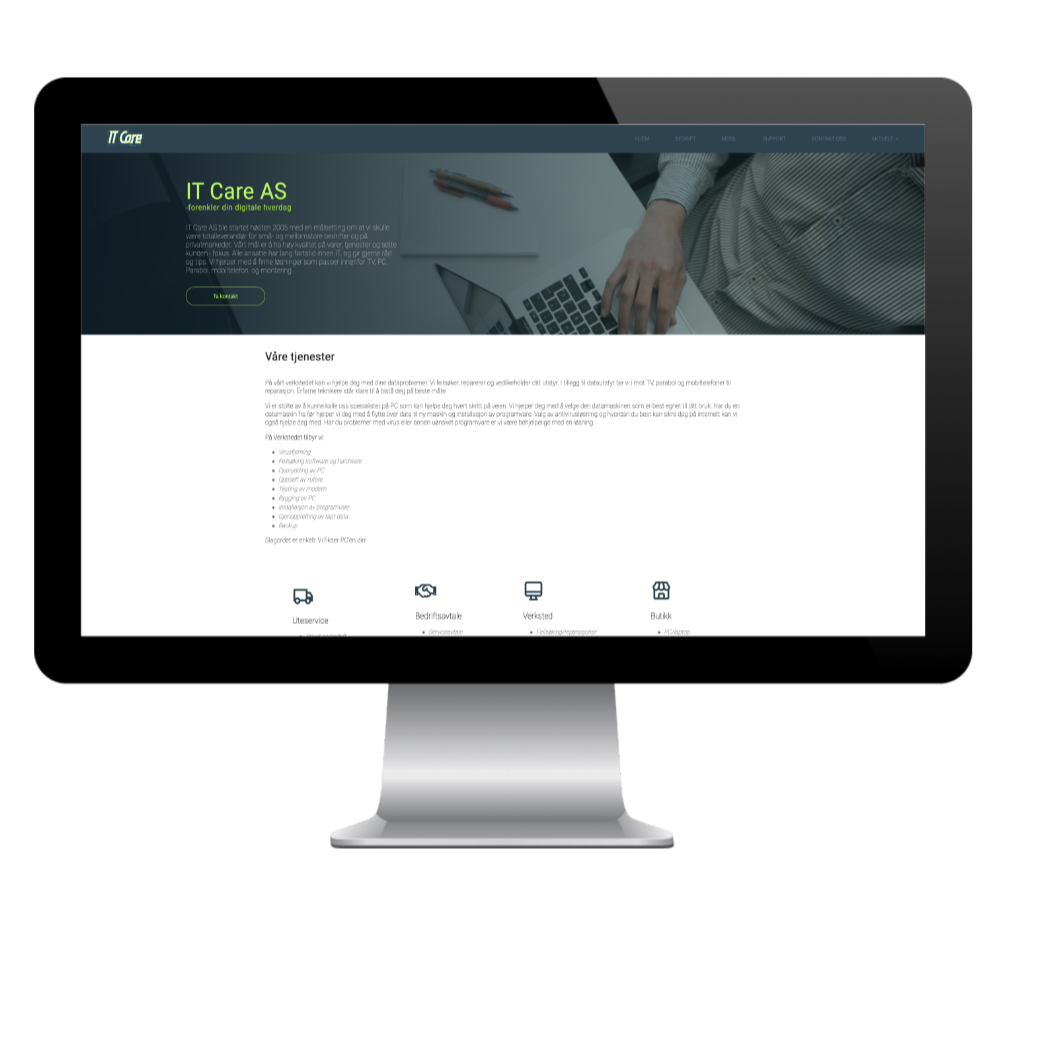 IT Care
HJEM BEDRIFT MOBIL SUPPORT KONTAKT OSS AKTUELT
IT Care AS
-forenkler din digitale hverdag
IT Care AS ble startet høsten 2005 med en målsetting om at vi skulle
være totalleverandør for små- og mellomstore bedrifter og på
privatmarkedet. Vårt mål er å ha høy kvalitet på varer, tjenester og sette
kunden i fokus. Alle ansatte har lang fartstid innen IT, og gir gjerne råd
og tips. Vi hjelper med å finne løsninger som passer innenfor TV, PC,
Parabol, mobiltelefon, og montering.
Ta kontakt
Våre tjenester
På vårt verkstedet kan vi hjelpe deg med dine dataproblemer. Vi feilsøker, reparerer og vedlikeholder ditt utstyr. I tillegg til datautstyr tar vi i mot TV, parabol og mobiltelefoner til
reparasjon. Erfarne teknikere står klare til å bistå deg på beste måte.
Vi er stolte av å kunne kalle oss spesialister på PC som kan hjelpe deg hvert skritt på veien. Vi hjelper deg med å velge den datamaskinen som er best egnet til ditt bruk. Har du en
datamaskin fra før hjelper vi deg med å flytte over data til ny maskin og installasjon av programvare. Valg av antivirusløsning og hvordan du best kan sikre deg på internett kan vi
også hjelpe deg med. Har du problemer med virus eller annen uønsket programvare er vi være behjelpelige med en løsning.
På Verkstedet tilbyr vi:
Virusfjerning
Feilsøking software og hardware
Opprydding av PC
Oppsett av rutere
Testing av modem
Bygging av PC
Installasjon av programvare
Gjenoppretting av tapt data
Backup
Slagordet er enkelt: Vi fikser PC'en din!
Uteservice
Bedriftsavtale
Verksted
Butikk
Serviceavtale
Feilsøking/reparasjoner
PC/laptop